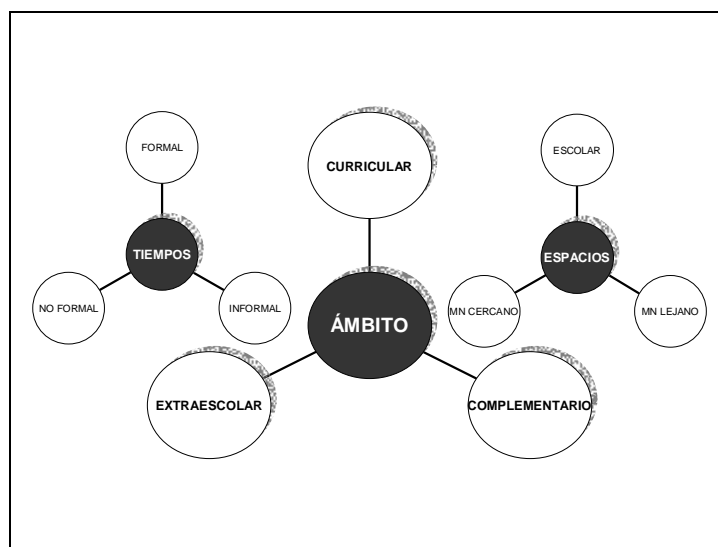 FORMAL
CURRICULAR
ESCOLAR
TIEMPOS
ESPACIOS
NO FORMAL
INFORMAL
MN CERCANO
MN LEJANO
ÁMBITO
EXTRAESCOLAR
COMPLEMENTARIO